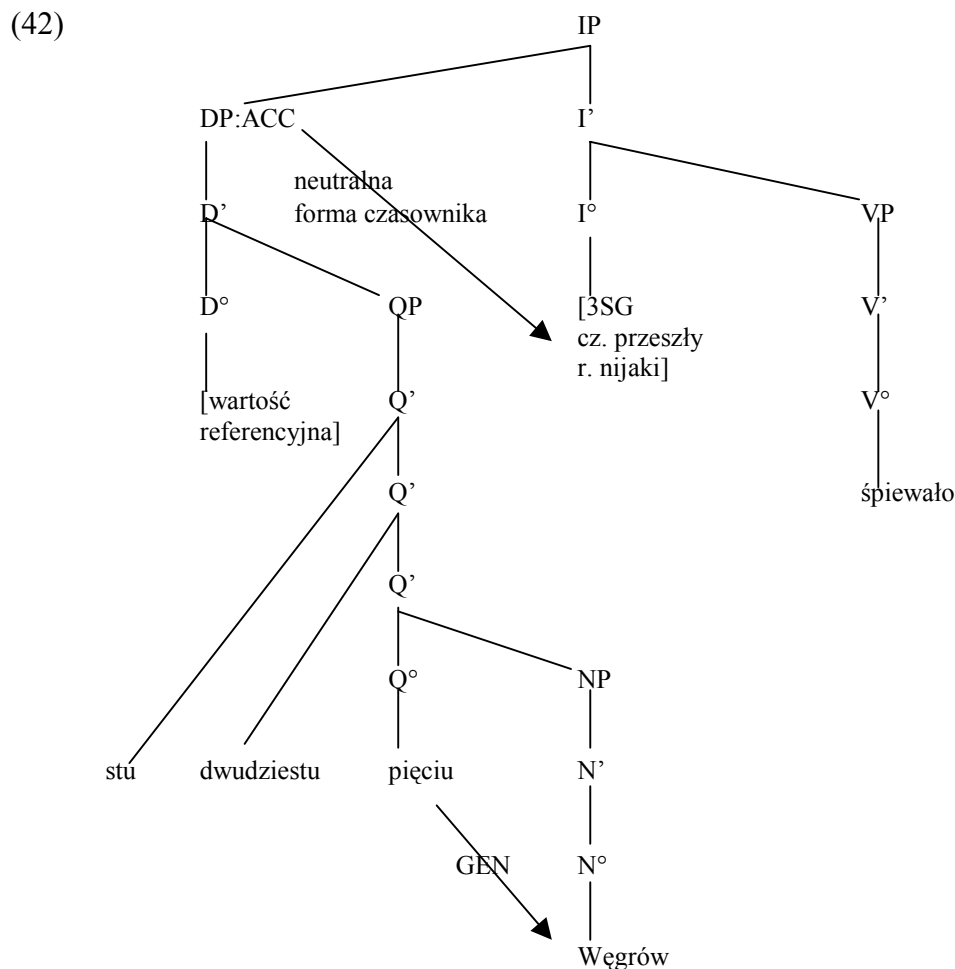 (42)
IP
DP:ACC I’
neutralna
D’ forma czasownika I° VP
D° QP [3SG V’
cz. przeszły
r. nijaki]
[wartość Q’ V°
referencyjna]
Q’ śpiewało
Q’
Q° NP
stu dwudziestu pięciu N’
GEN N°
Węgrów